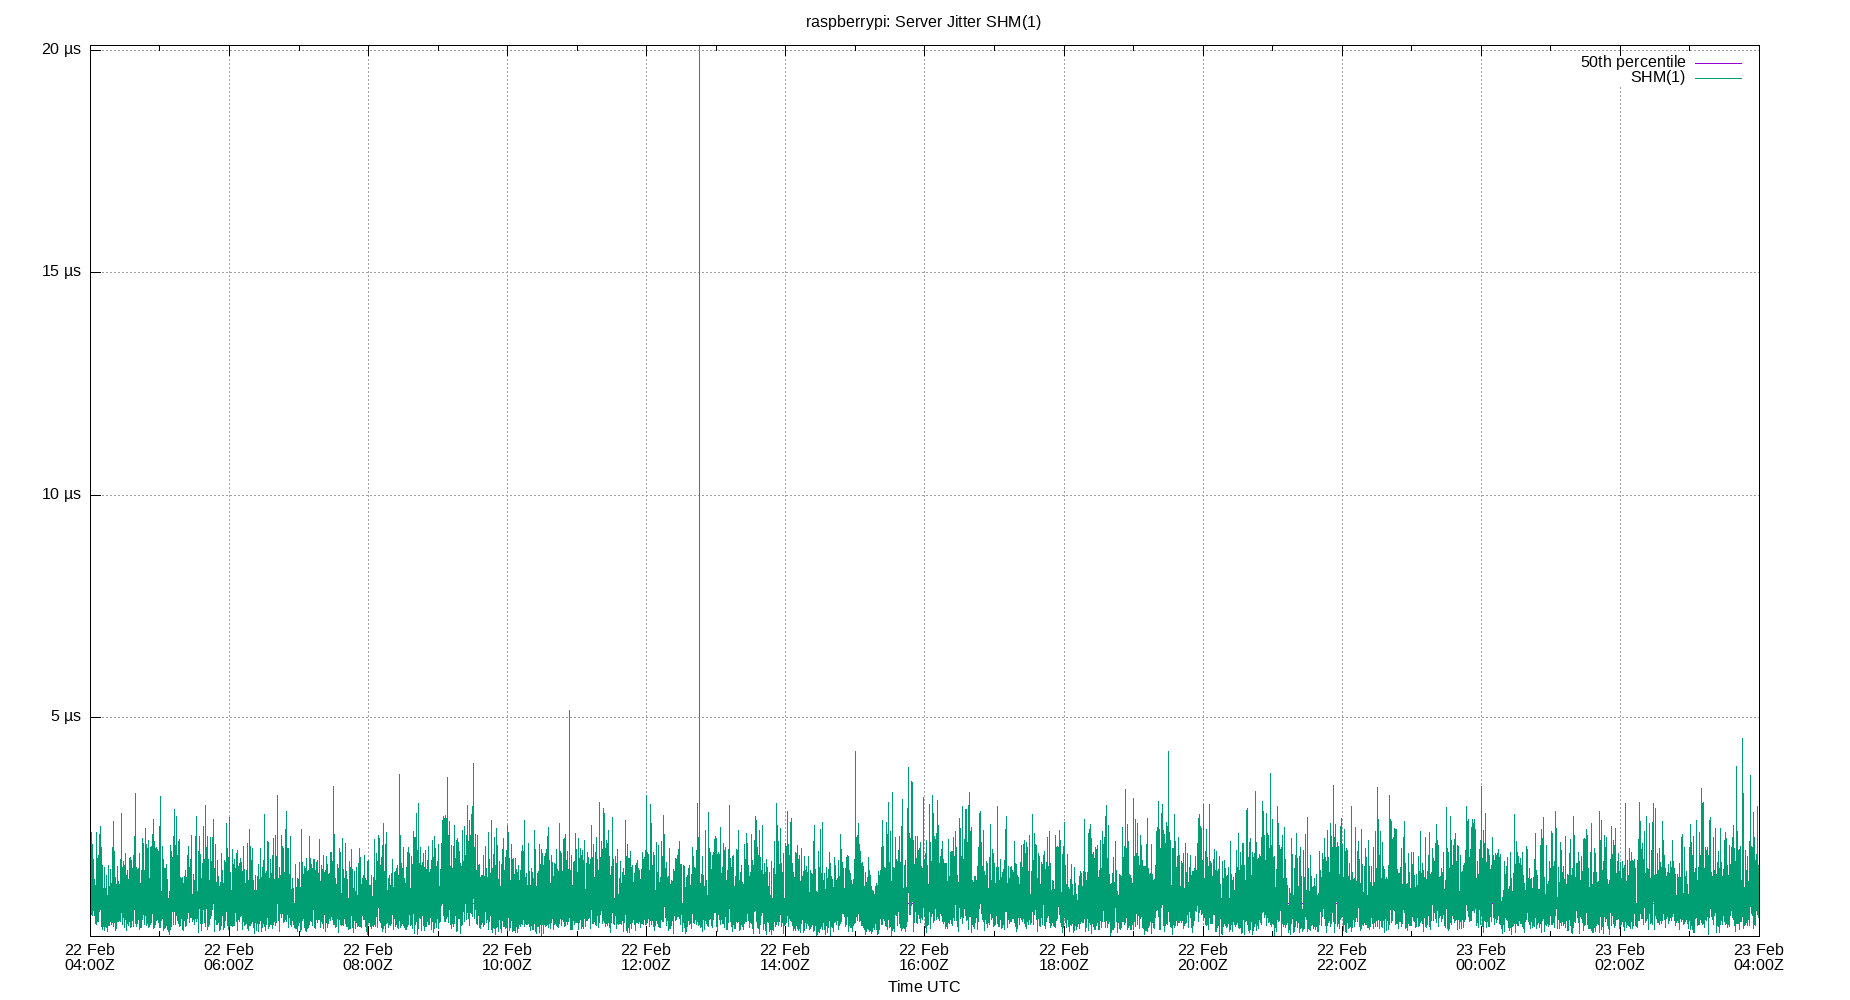 raspberrypi: Server Jitter SHM(1)
20 µs
15 µs
10 µs
5 µs
50th percentile
SHM(1)
22 Feb 22 Feb 22 Feb 22 Feb 22 Feb 22 Feb 22 Feb 22 Feb 22 Feb 22 Feb 23 Feb 23 Feb 23 Feb
04:00Z 06:00Z 08:00Z 10:00Z 12:00Z 14:00Z 16:00Z 18:00Z 20:00Z 22:00Z 00:00Z 02:00Z 04:00Z
Time UTC